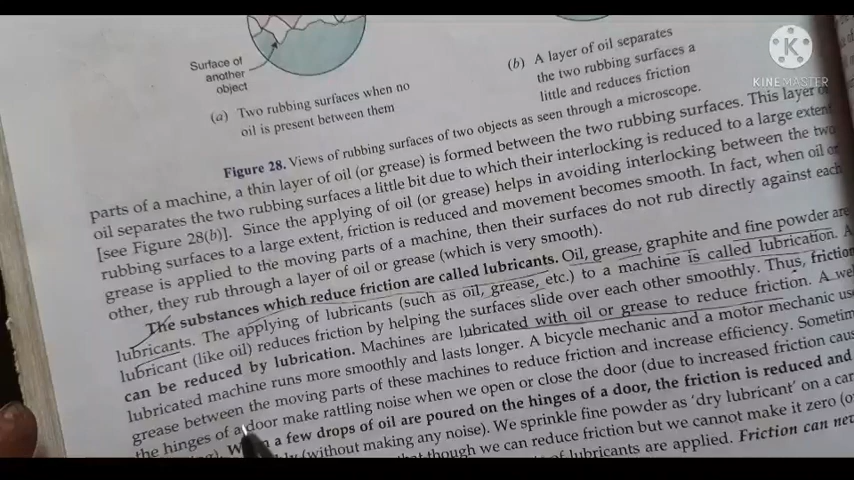 Surface of
another
object
(a) Two rubbing surfaces when no
oil is present between them
(b) A layer of oil separates
the two rubbing surfaces a
little and reduces friction
Figure 28. Views of rubbing surfaces of two objects as seen through a microscope.
parts of a machine, a thin layer of oil (or grease) is formed between the two rubbing surfaces. This layer of
oil separates the two rubbing surfaces a little bit due to which their interlocking is reduced to a large extent
[see Figure 28(b)]. Since the applying of oil (or grease) helps in avoiding interlocking between the two
rubbing surfaces to a large extent, friction is reduced and movement becomes smooth. In fact, when oil or
grease is applied to the moving parts of a machine, then their surfaces do not rub directly against each
other, they rub through a layer of oil or grease (which is very smooth).
The substances which reduce friction are called lubricants. Oil, grease, graphite and fine powder are
lubricants. The applying of lubricants (such as oil, grease, etc.) to a machine is called lubrication. A
lubricant (like oil) reduces friction by helping the surfaces slide over each other smoothly. Thus, friction
can be reduced by lubrication. Machines are lubricated with oil or grease to reduce friction. A
lubricated machine runs more smoothly and lasts longer. A bicycle mechanic and a motor mechanic
grease between the moving parts of these machines to reduce friction and increase efficiency.
the hinges of a door make rattling noise when we open or close the door (due to increased friction
a few drops of oil are poured on the hinges of a door, the friction is reduced and
(without making any noise). We sprinkle fine powder as 'dry lubricant' on a
though we can reduce friction but we cannot make it zero
of lubricants are applied. Friction can
KINEMASTER